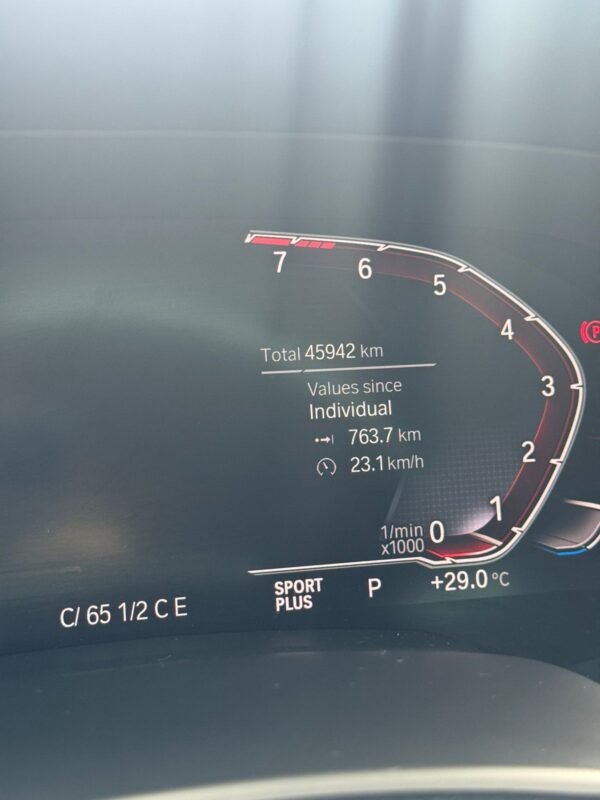 7
6
5
4
3
2
1
0
Total 45942 km
Values since
Individual
763.7 km
23.1 km/h
1/min
x1000
SPORT
PLUS
P
+29.0 °C
C/ 65 1/2 C E
P